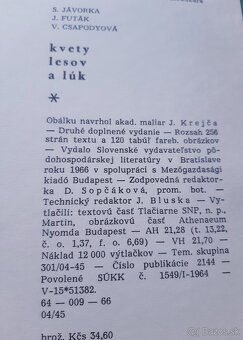 S. JÁVORKA
J. FUTÁK
V. CSAPODYOVÁ
kvety
lesov
a lúk
*
Obálku navrhol akad. maliar J. Krejča
— Druhé doplnené vydanie — Rozsah 256
strán textu a 120 tabúľ fareb. obrázkov
— Vydalo Slovenské vydavateľstvo pô-
dohospodárskej literatúry v Bratislave
roku 1966 v spolupráci s Mezőgazdasági
kiadó Budapest — Zodpovedná redaktor-
ka D. Sopčáková, prom. bot. —
Technický redaktor J. Bluska — Vy-
tlačili: textovú časť Tlačiarne SNP, n.
p., Martin, obrázkovú časť Athenaeum
Nyomda Budapest — AH 21,28 (t. 13,22,
č. o. 1,37, f. o. 6,69) — VH 21,70 —
Náklad 12 000 výtlačkov — Tem. skupina
301/04-45 — Číslo publikácie 2144 —
Povolené SÚKK č. 1549/I-1964 —
V-15*51382.
64 — 009 — 66
04/45
brož. Kčs 34,60
bazos.sk